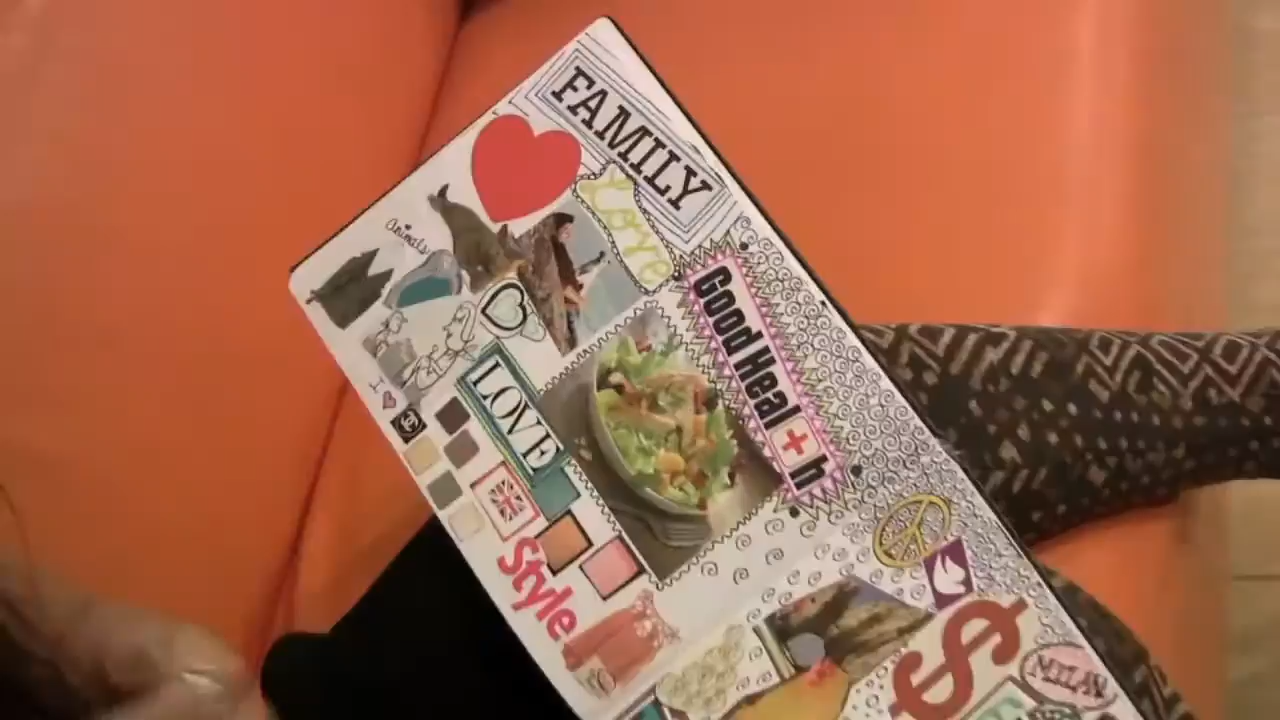 FAMILY
Love
Animals
Good Heal+h
I
LOVE
Style
$
MILAN